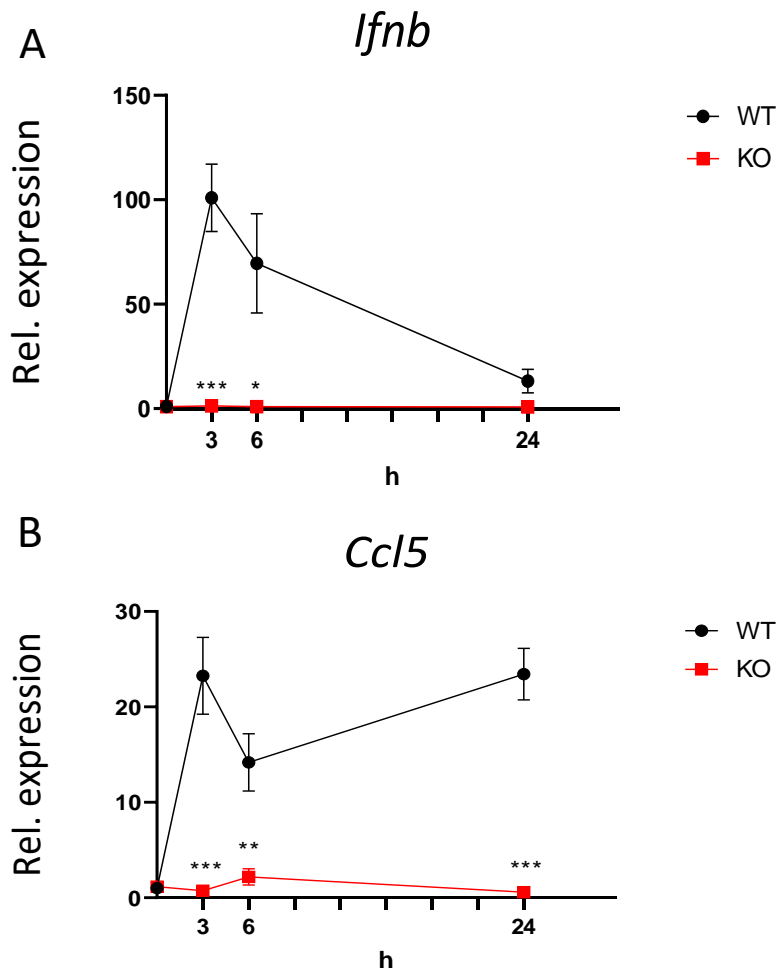 A
Ifnb
150
100
50
0
Rel. expression
*** *
3 6 24
h
WT
KO
B
Ccl5
30
20
10
0
Rel. expression
*** ** ***
3 6 24
h
WT
KO